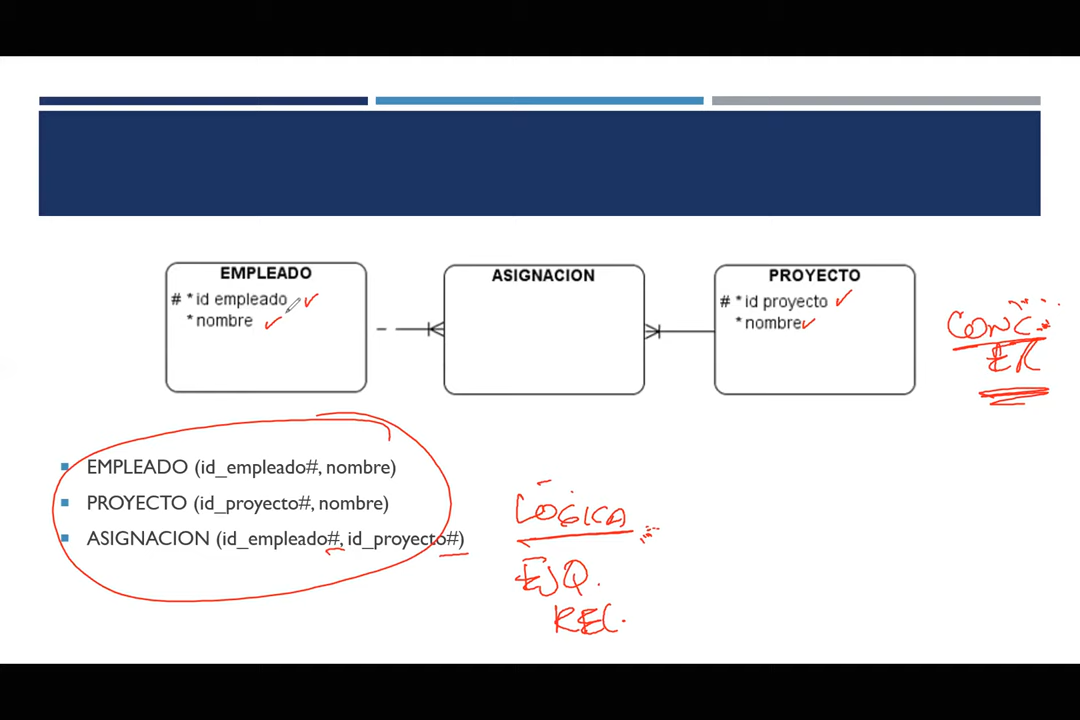 EMPLEADO
# * id empleado
* nombre
ASIGNACION
PROYECTO
# * id proyecto
* nombre
CONC
ER
EMPLEADO (id_empleado#, nombre)
PROYECTO (id_proyecto#, nombre)
ASIGNACION (id_empleado#, id_proyecto#)
LÓGICA
ESQ.
REL.